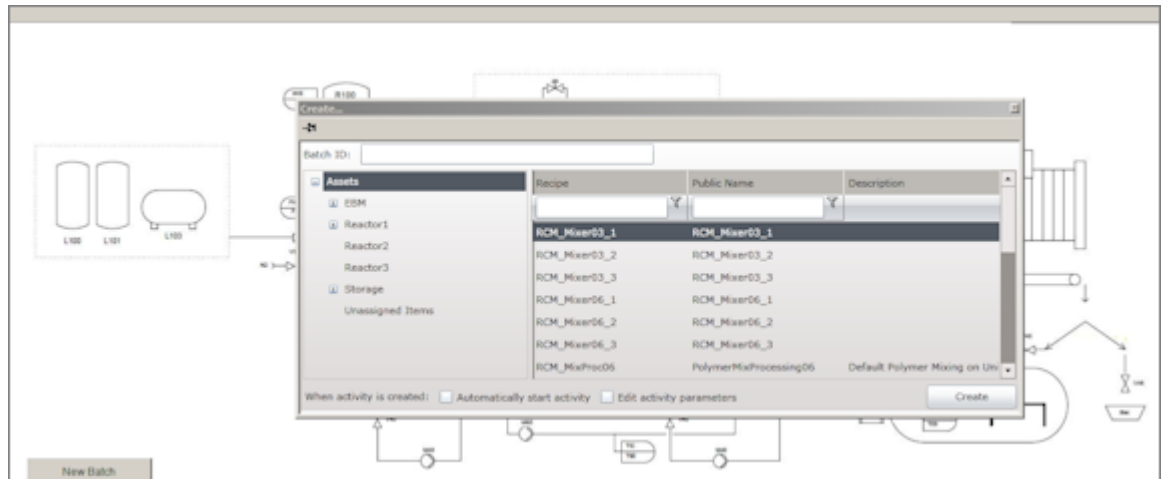 R100
Create...
Batch ID:
Assets
EBM
Reactor1
Reactor2
Reactor3
Storage
Unassigned Items
Recipe Public Name Description
RCM_Mixer03_1 RCM_Mixer03_1
RCM_Mixer03_2 RCM_Mixer03_2
RCM_Mixer03_3 RCM_Mixer03_3
RCM_Mixer06_1 RCM_Mixer06_1
RCM_Mixer06_2 RCM_Mixer06_2
RCM_Mixer06_3 RCM_Mixer06_3
RCM_MixProc06 PolymerMixProcessing06 Default Polymer Mixing on
When activity is created: Automatically start activity Edit activity parameters Create
L100 L101 L103
New Batch